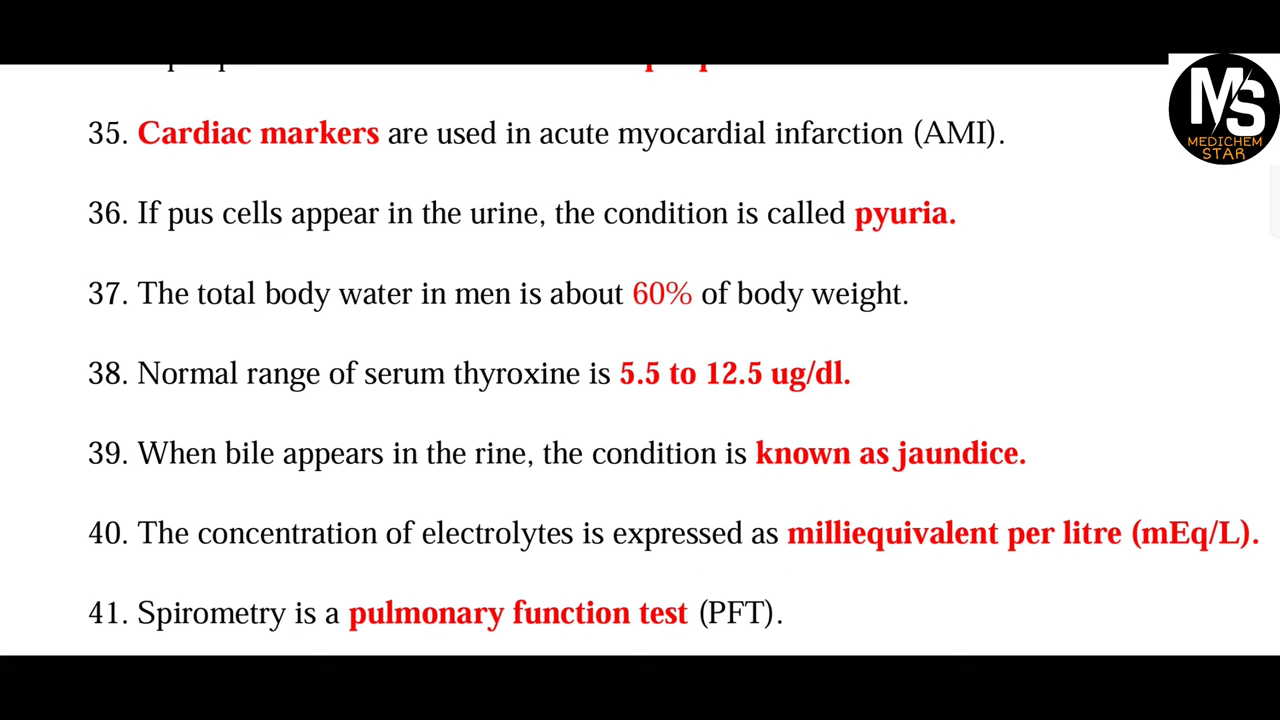 35. Cardiac markers are used in acute myocardial infarction (AMI).
MS
MEDICHEM
STAR
36. If pus cells appear in the urine, the condition is called pyuria.
37. The total body water in men is about 60% of body weight.
38. Normal range of serum thyroxine is 5.5 to 12.5 ug/dl.
39. When bile appears in the rine, the condition is known as jaundice.
40. The concentration of electrolytes is expressed as milliequivalent per litre (mEq/L).
41. Spirometry is a pulmonary function test (PFT).